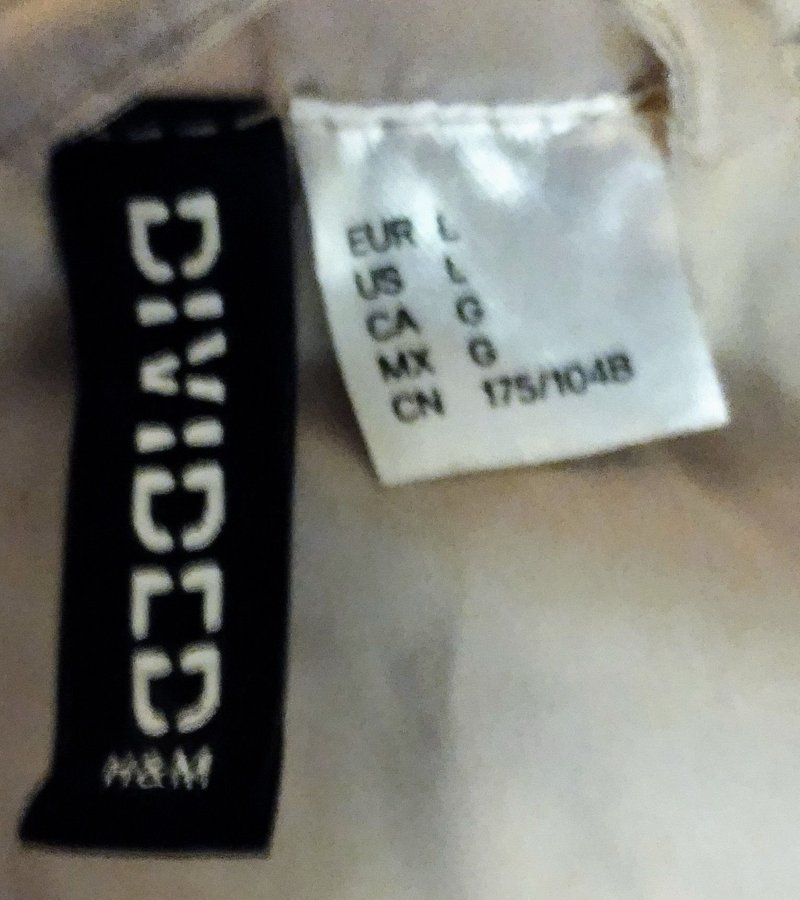 DIVIDED
H&M
EUR L
US L
CA G
MX G
CN 175/104B